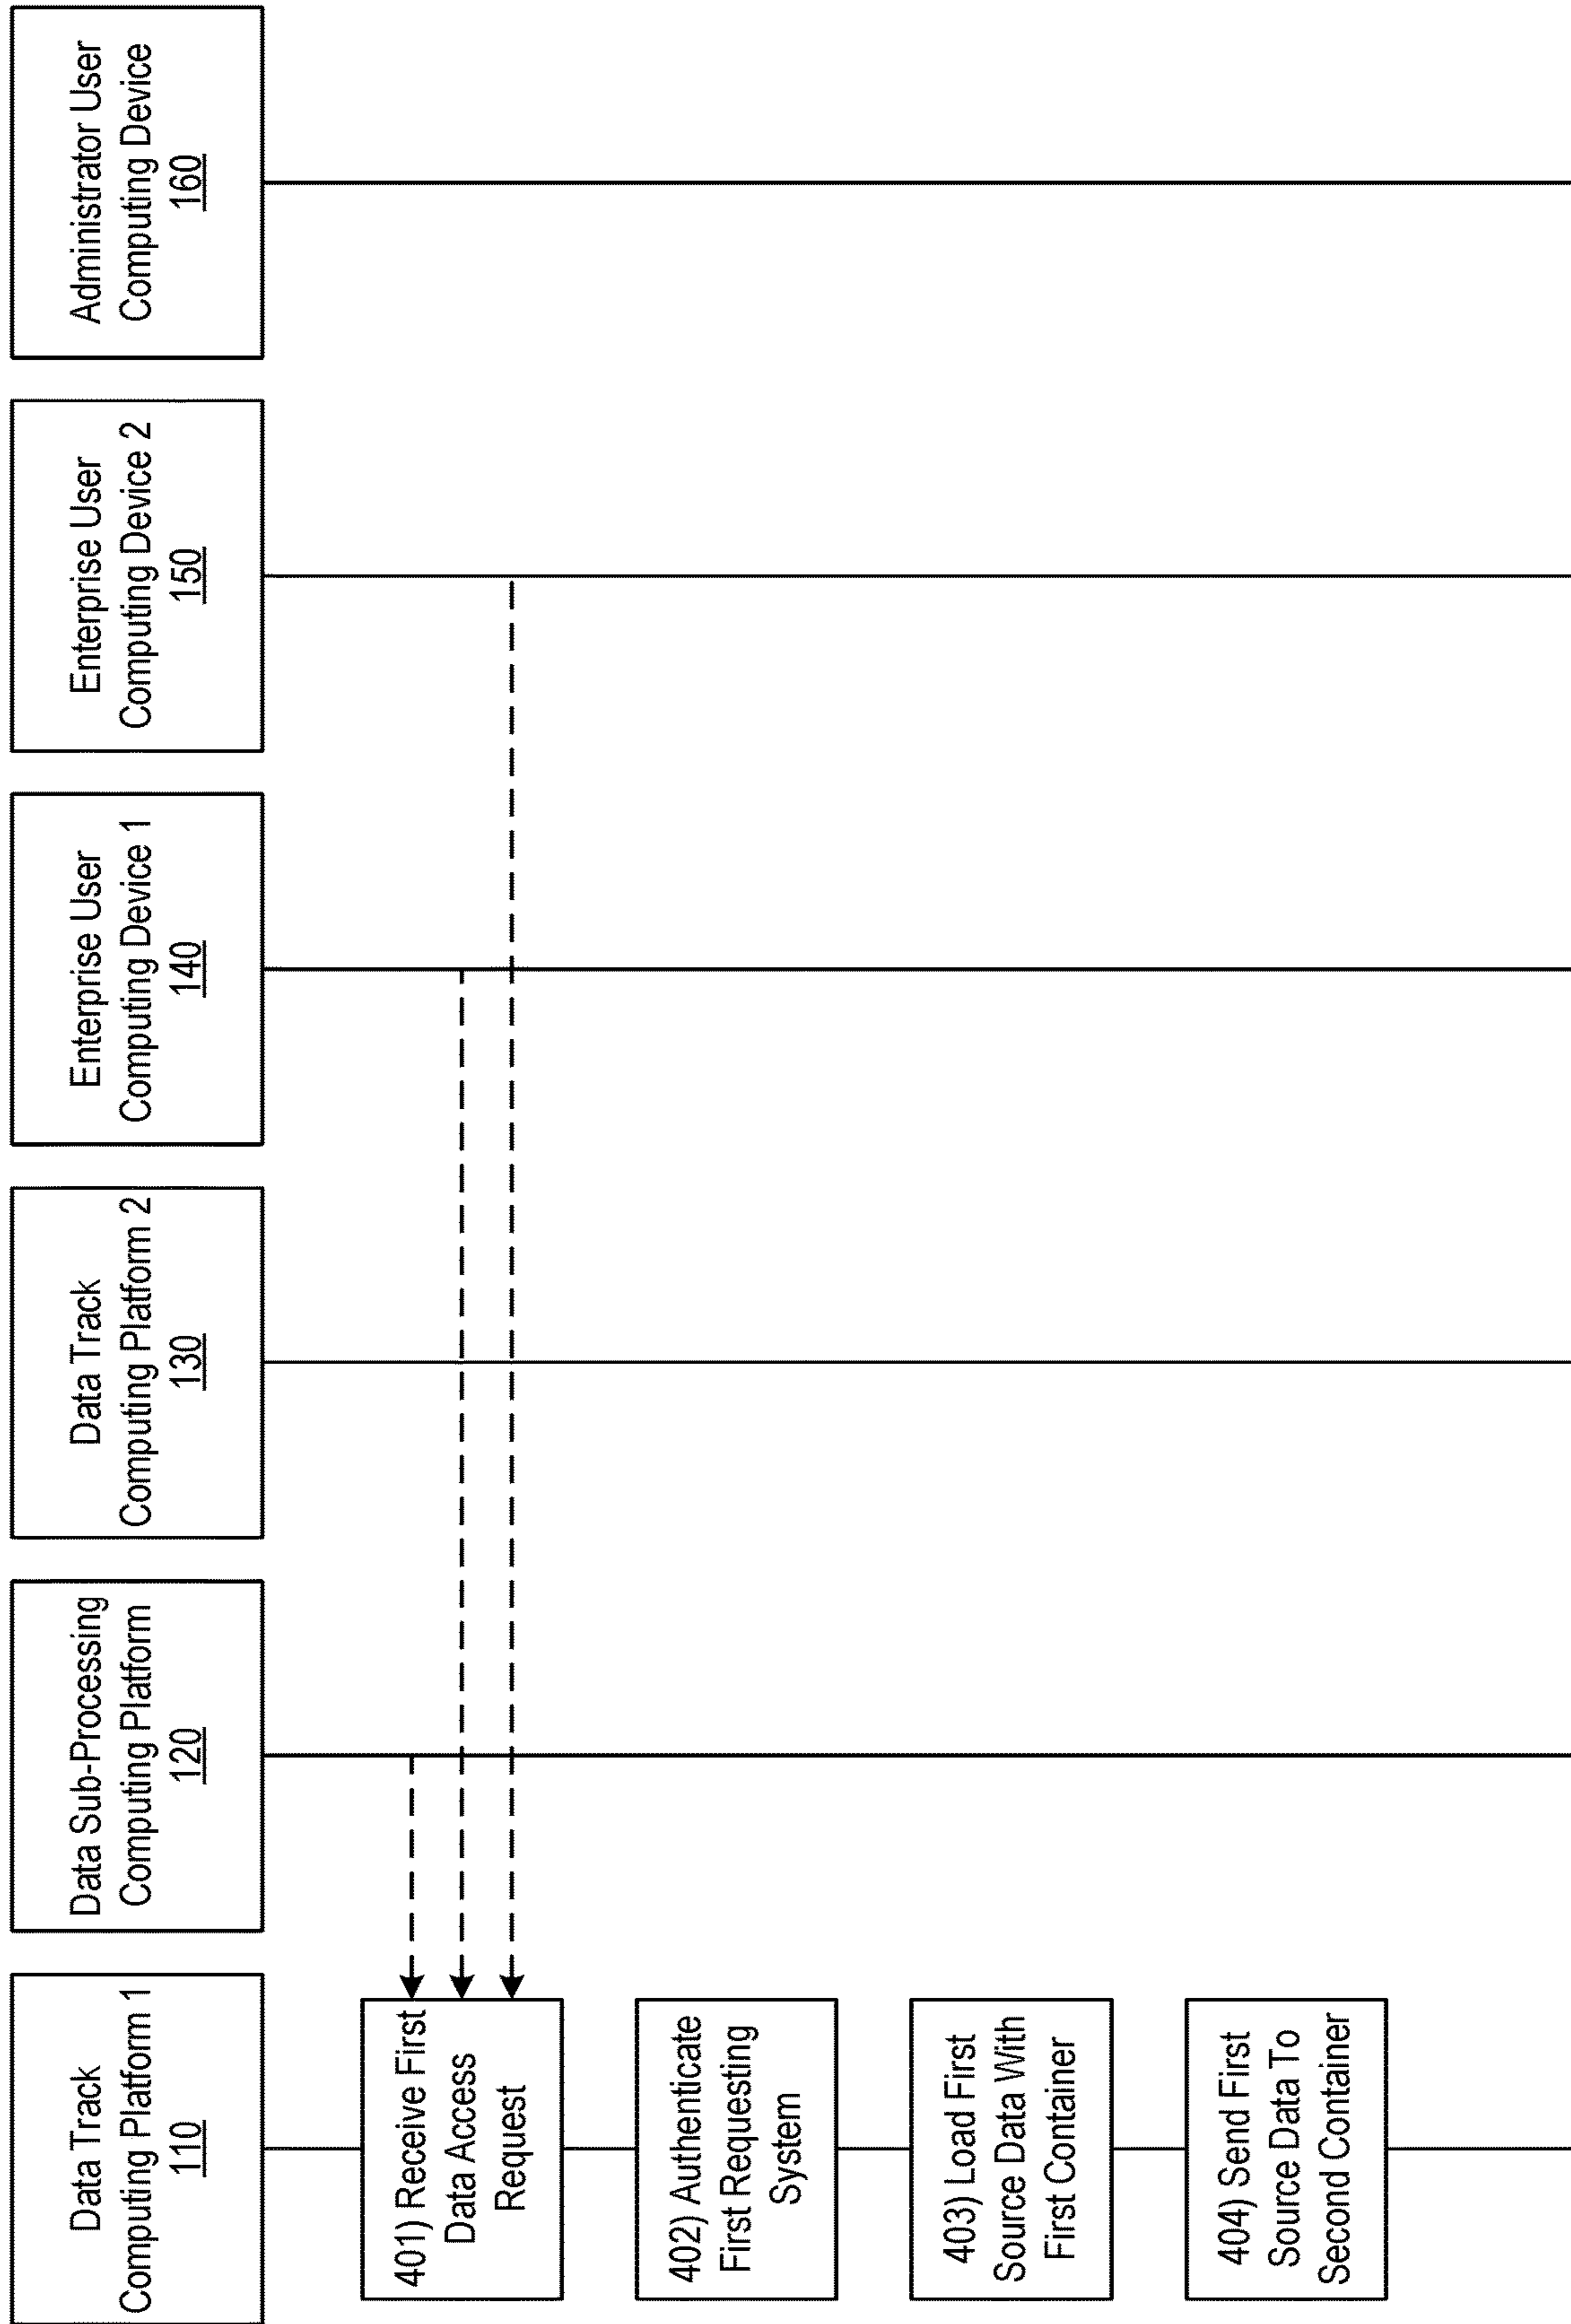 Data Track
Computing Platform 1
110
Data Sub-Processing
Computing Platform
120
Data Track
Computing Platform 2
130
Enterprise User
Computing Device 1
140
Enterprise User
Computing Device 2
150
Administrator User
Computing Device
160
401) Receive First
Data Access
Request
402) Authenticate
First Requesting
System
403) Load First
Source Data With
First Container
404) Send First
Source Data To
Second Container